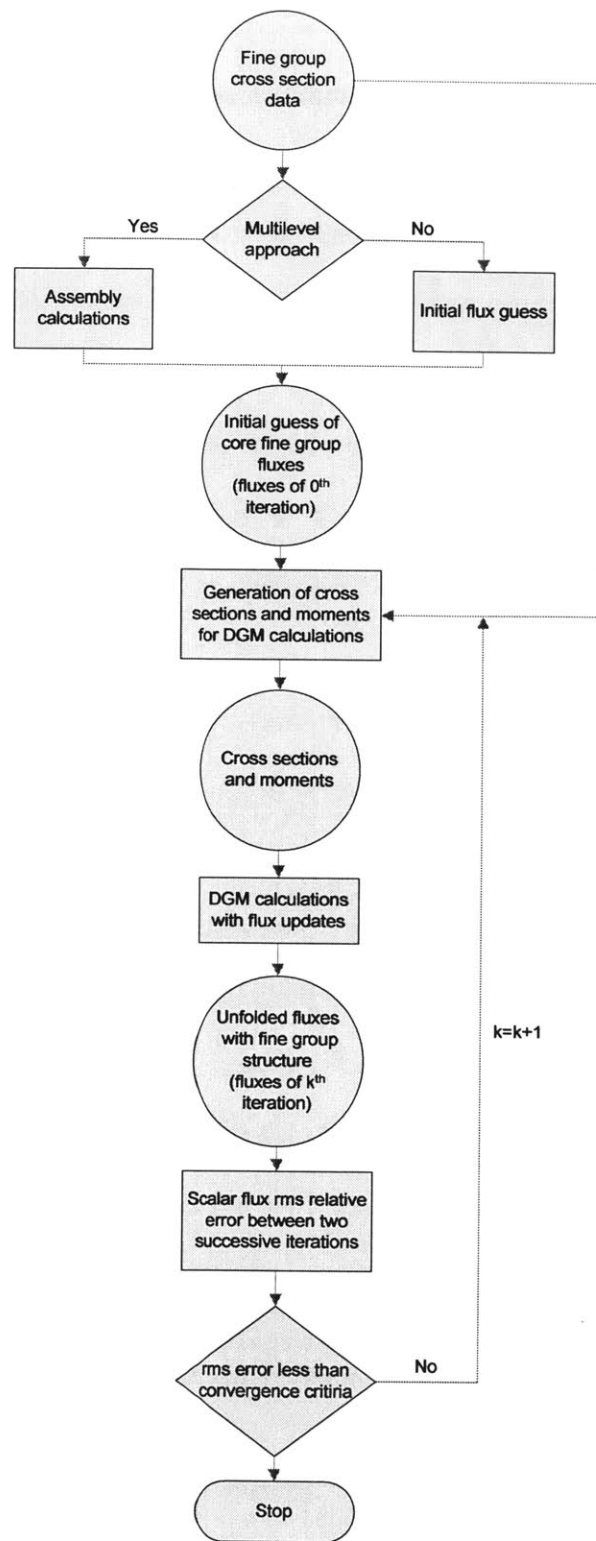 Fine group
cross section
data
Multilevel
approach
Yes
No
Assembly
calculations
Initial flux guess
Initial guess of
core fine group
fluxes
(fluxes of 0th
iteration)
Generation of cross
sections and moments
for DGM calculations
Cross sections
and moments
DGM calculations
with flux updates
Unfolded fluxes
with fine group
structure
(fluxes of kth
iteration)
k=k+1
Scalar flux rms relative
error between two
successive iterations
rms error less than
convergence critiria
No
Stop